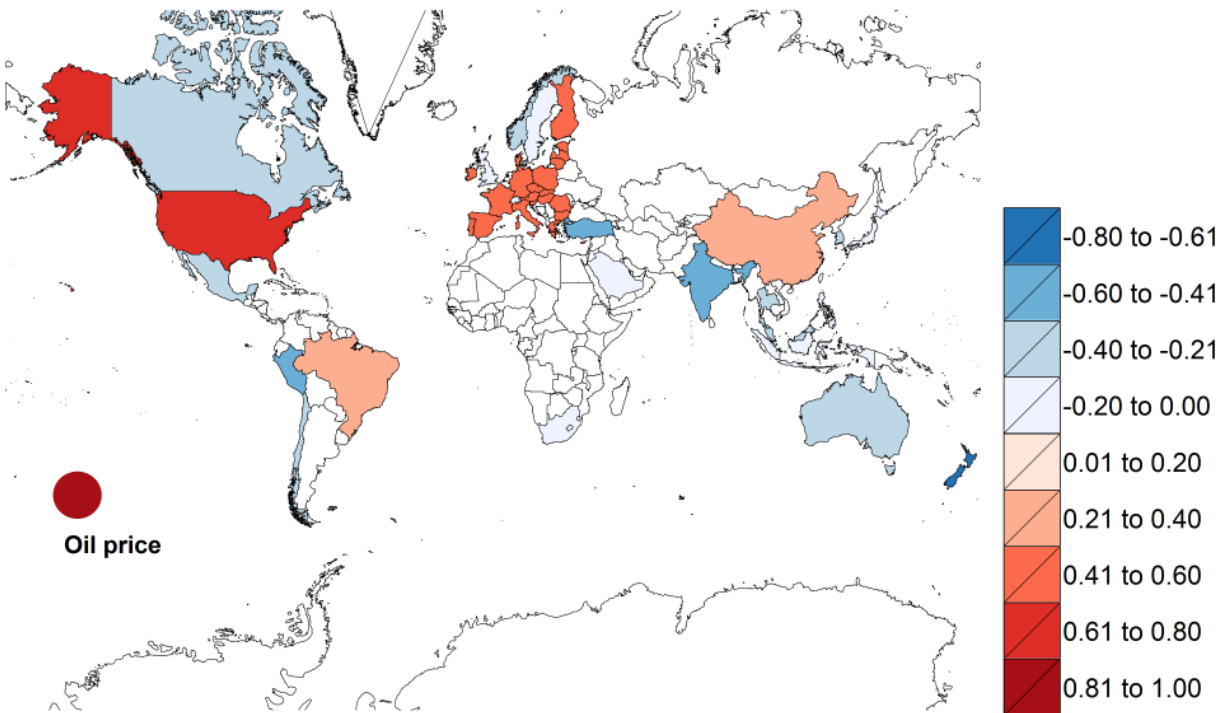 -0.80 to -0.61
-0.60 to -0.41
-0.40 to -0.21
-0.20 to 0.00
0.01 to 0.20
0.21 to 0.40
0.41 to 0.60
0.61 to 0.80
0.81 to 1.00
Oil price